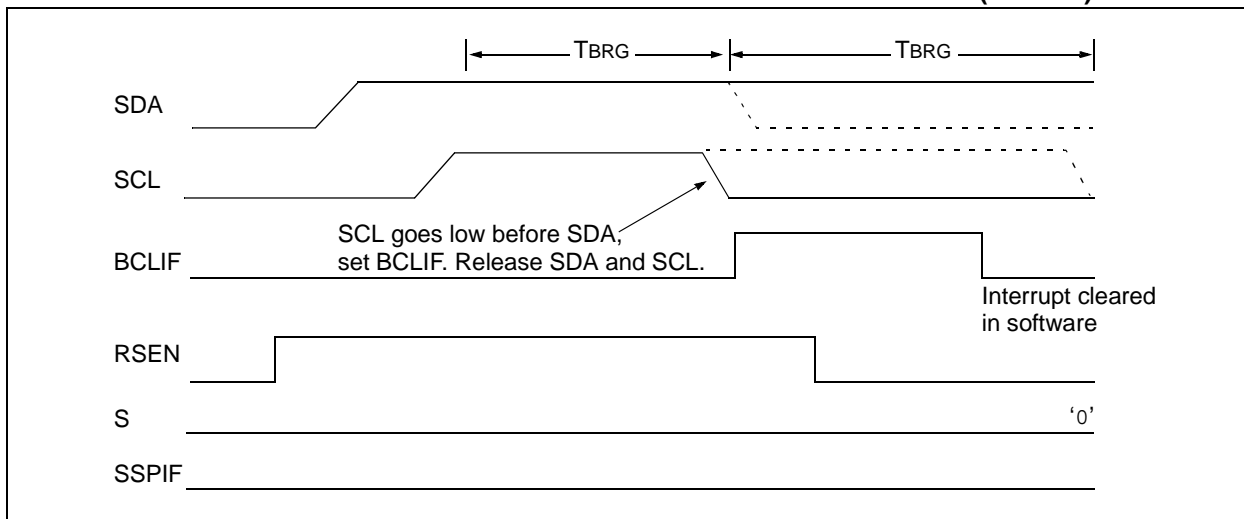 TBRG TBRG
SDA
SCL
SCL goes low before SDA,
set BCLIF. Release SDA and SCL.
BCLIF
Interrupt cleared
in software
RSEN
S '0'
SSPIF